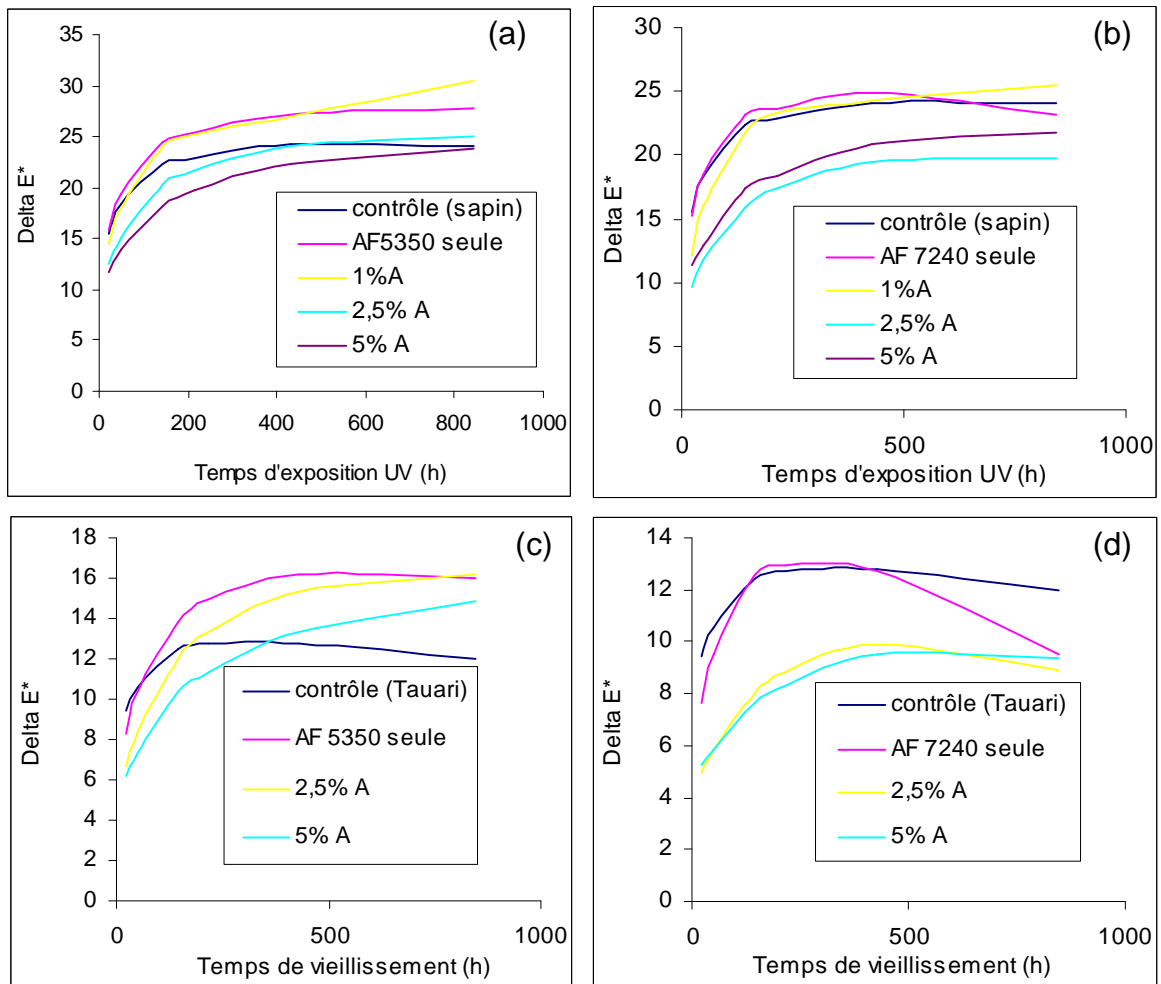 (a)
35
30
25
20
15
10
5
0
Delta E*
contrôle (sapin)
AF5350 seule
1%A
2,5% A
5% A
0 200 400 600 800 1000
Temps d'exposition UV (h)
(b)
30
25
20
15
10
5
0
Delta E*
contrôle (sapin)
AF 7240 seule
1%A
2,5% A
5% A
0 500 1000
Temps d'exposition UV (h)
(c)
18
16
14
12
10
8
6
4
2
0
Delta E*
contrôle (Tauari)
AF 5350 seule
2,5% A
5% A
0 500 1000
Temps de vieillissement (h)
(d)
14
12
10
8
6
4
2
0
Delta E*
contrôle (Tauari)
AF 7240 seule
2,5% A
5% A
0 500 1000
Temps de vieillissement (h)